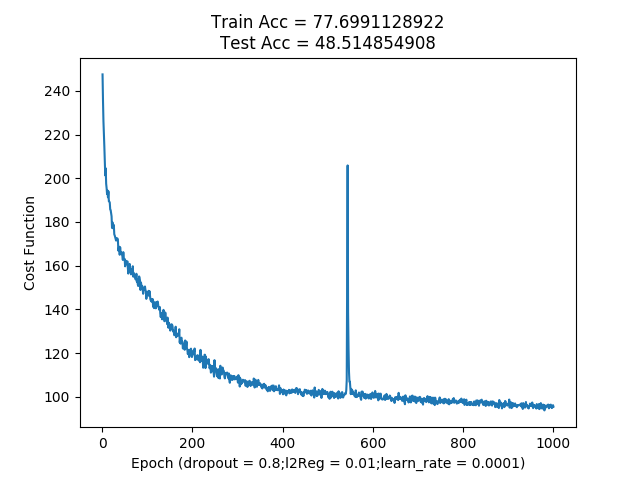 Train Acc = 77.6991128922
Test Acc = 48.514854908
240
220
200
180
160
140
120
100
Cost Function
0 200 400 600 800 1000
Epoch (dropout = 0.8;l2Reg = 0.01;learn_rate = 0.0001)